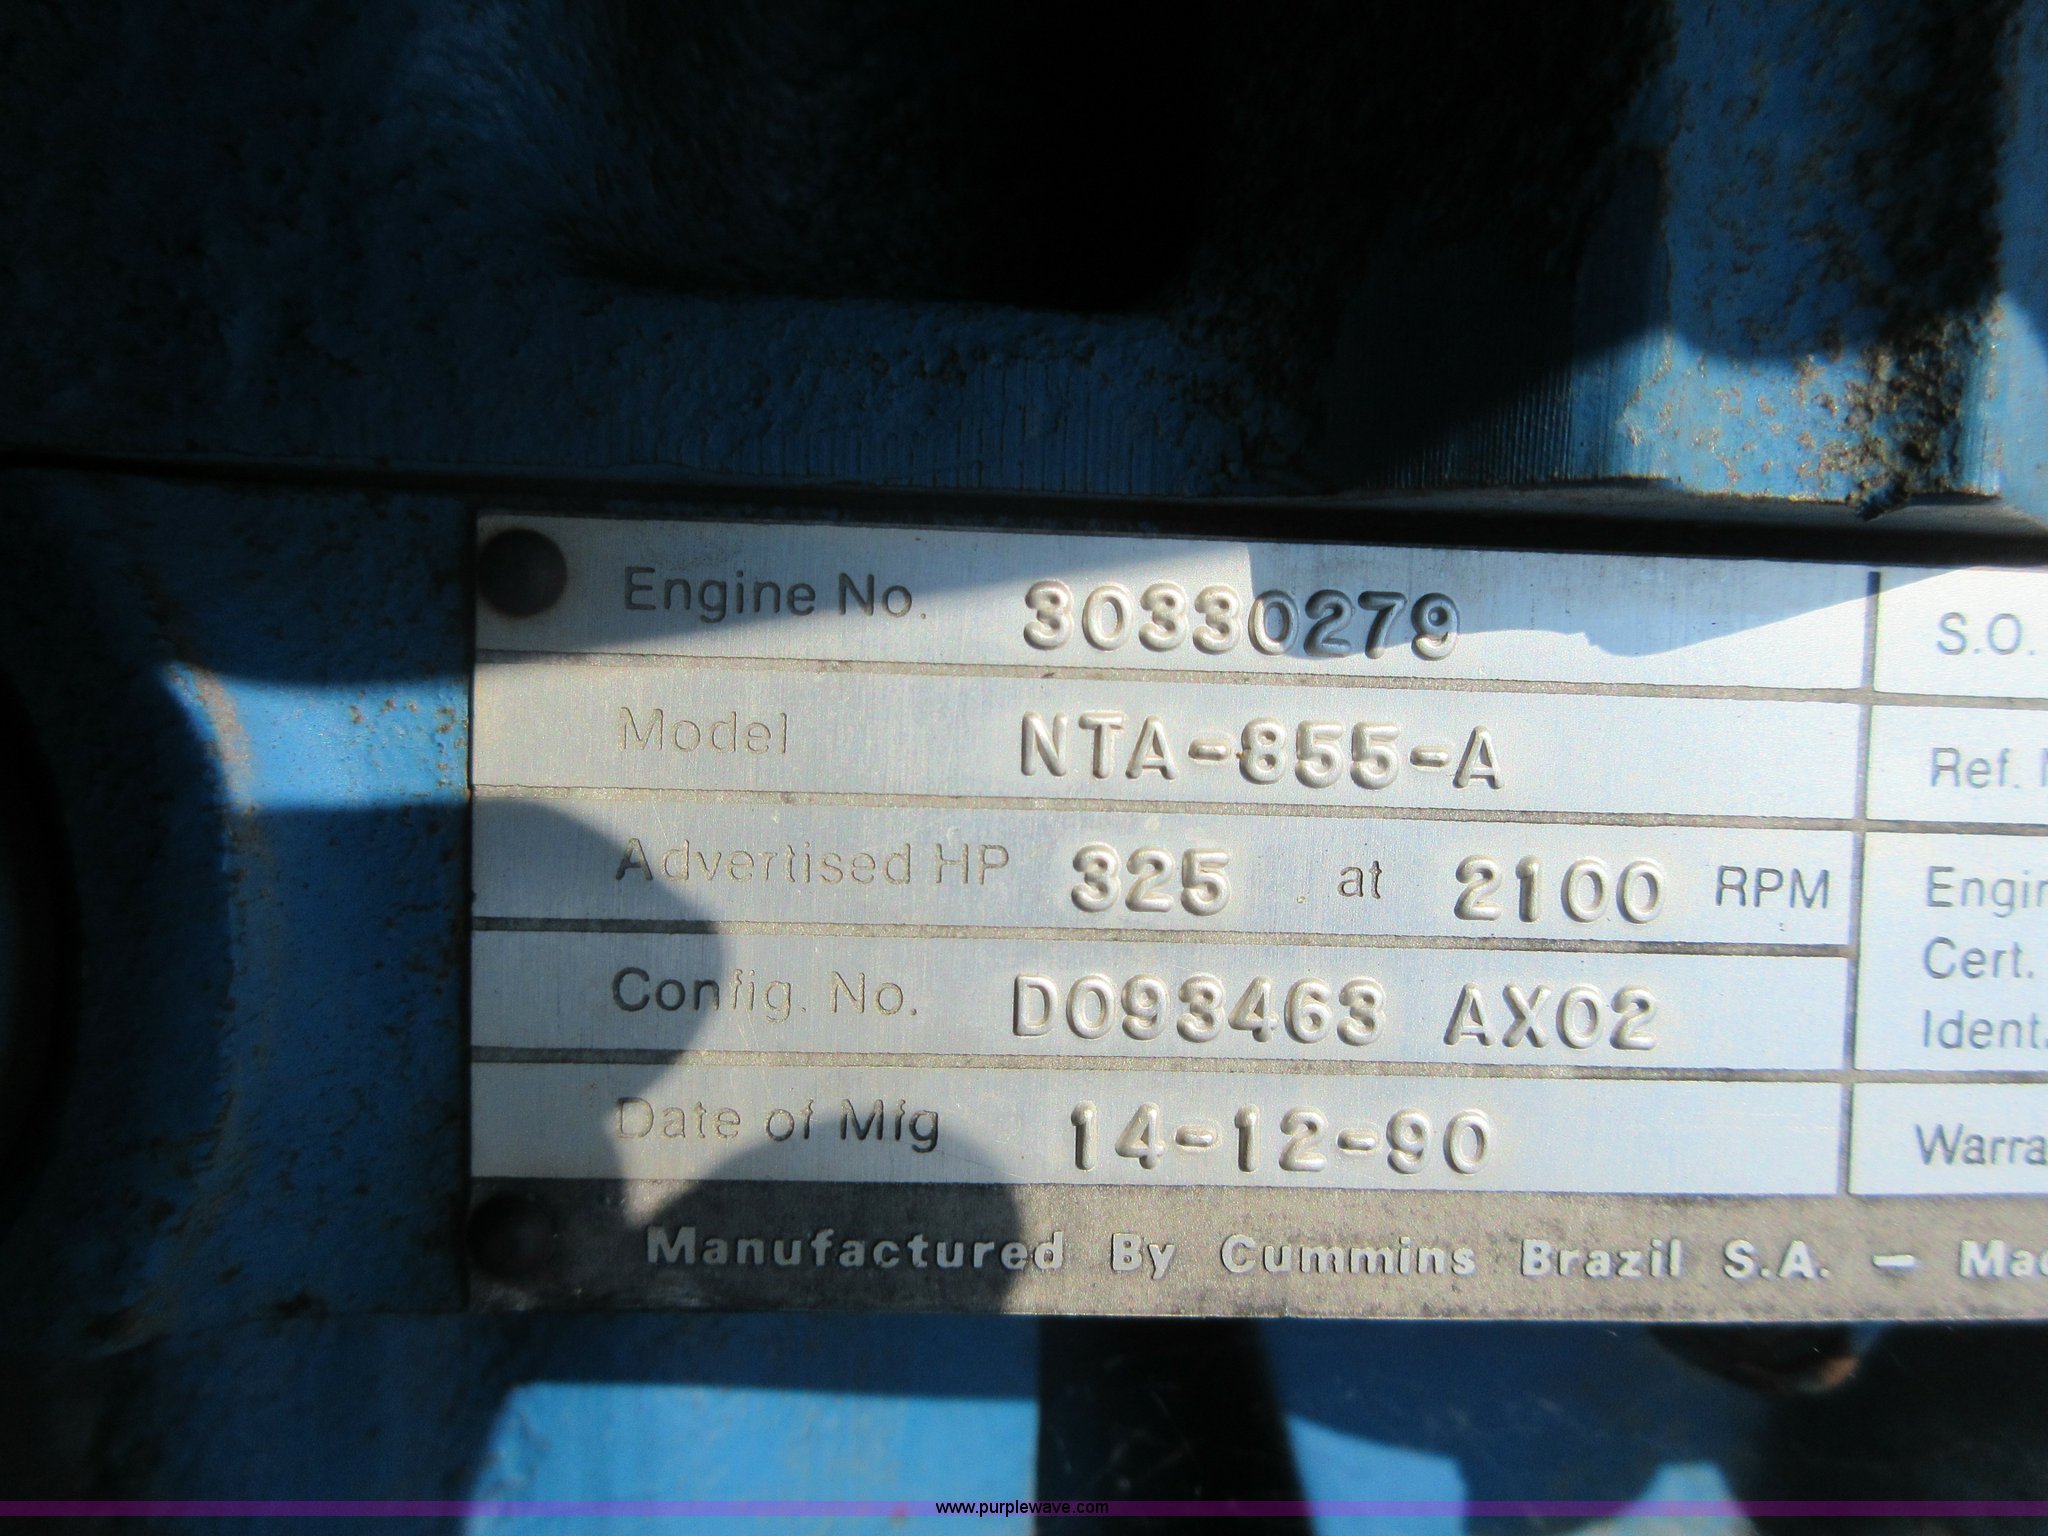 Engine No. 30330279 S.O.
Model NTA-855-A Ref.
Advertised HP 325 at 2100 RPM Engin
Cert.
Config. No. D093463 AX02
Ident.
Date of Mfg 14-12-90 Warra
Manufactured By Cummins Brazil S.A. — Mad
www.purplewave.com